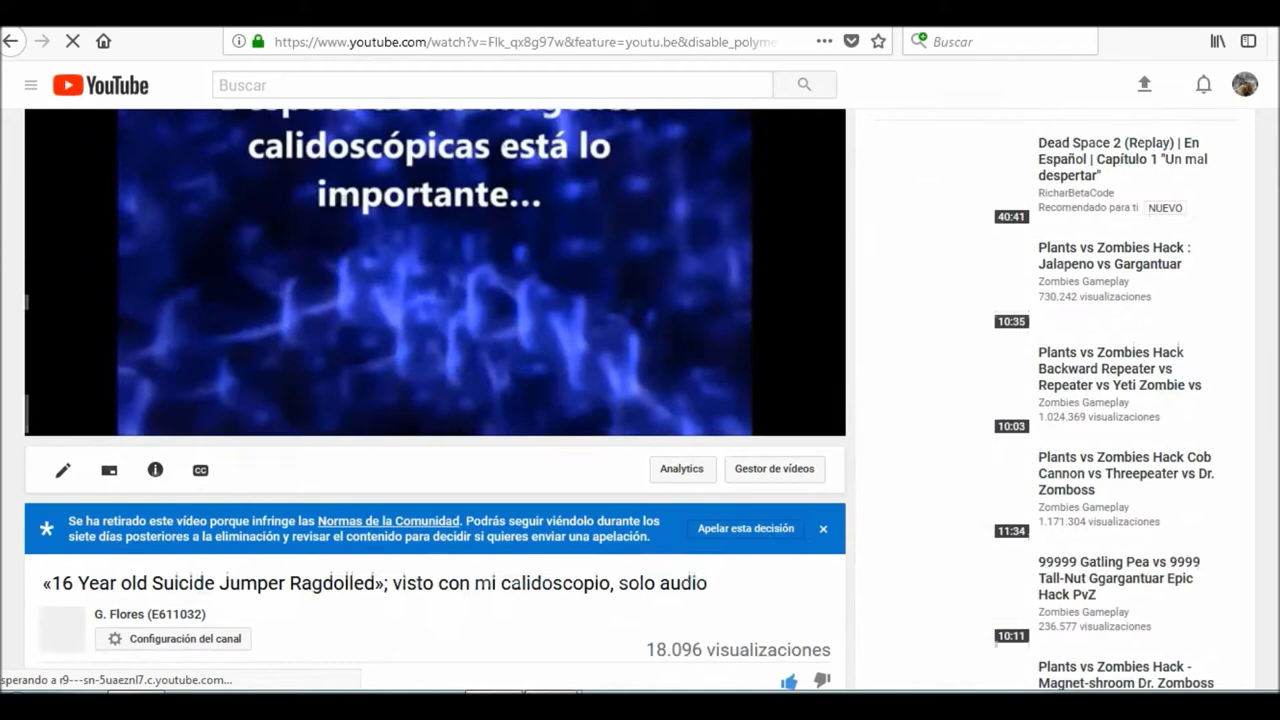 https://www.youtube.com/watch?v=Flk_qx8g97w&feature=youtu.be&disable_polyme
Buscar
YouTube
Buscar
calidoscópicas está lo
importante...
Dead Space 2 (Replay) | En
Español | Capítulo 1 "Un mal
despertar"
RicharBetaCode
Recomendado para ti NUEVO
40:41
Plants vs Zombies Hack :
Jalapeno vs Gargantuar
Zombies Gameplay
730.242 visualizaciones
10:35
Plants vs Zombies Hack
Backward Repeater vs
Repeater vs Yeti Zombie vs
Zombies Gameplay
1.024.369 visualizaciones
10:03
Plants vs Zombies Hack Cob
Cannon vs Threepeater vs Dr.
Zomboss
Zombies Gameplay
1.171.304 visualizaciones
11:34
99999 Gatling Pea vs 9999
Tall-Nut Ggargantuar Epic
Hack PvZ
Zombies Gameplay
236.577 visualizaciones
10:11
Plants vs Zombies Hack -
Magnet-shroom Dr. Zomboss
CC
Analytics
Gestor de vídeos
Se ha retirado este vídeo porque infringe las Normas de la Comunidad. Podrás seguir viéndolo durante los
siete días posteriores a la eliminación y revisar el contenido para decidir si quieres enviar una apelación.
Apelar esta decisión
«16 Year old Suicide Jumper Ragdolled»; visto con mi calidoscopio, solo audio
G. Flores (E611032)
Configuración del canal
18.096 visualizaciones
sperando a r9---sn-5uaeznl7.c.youtube.com...